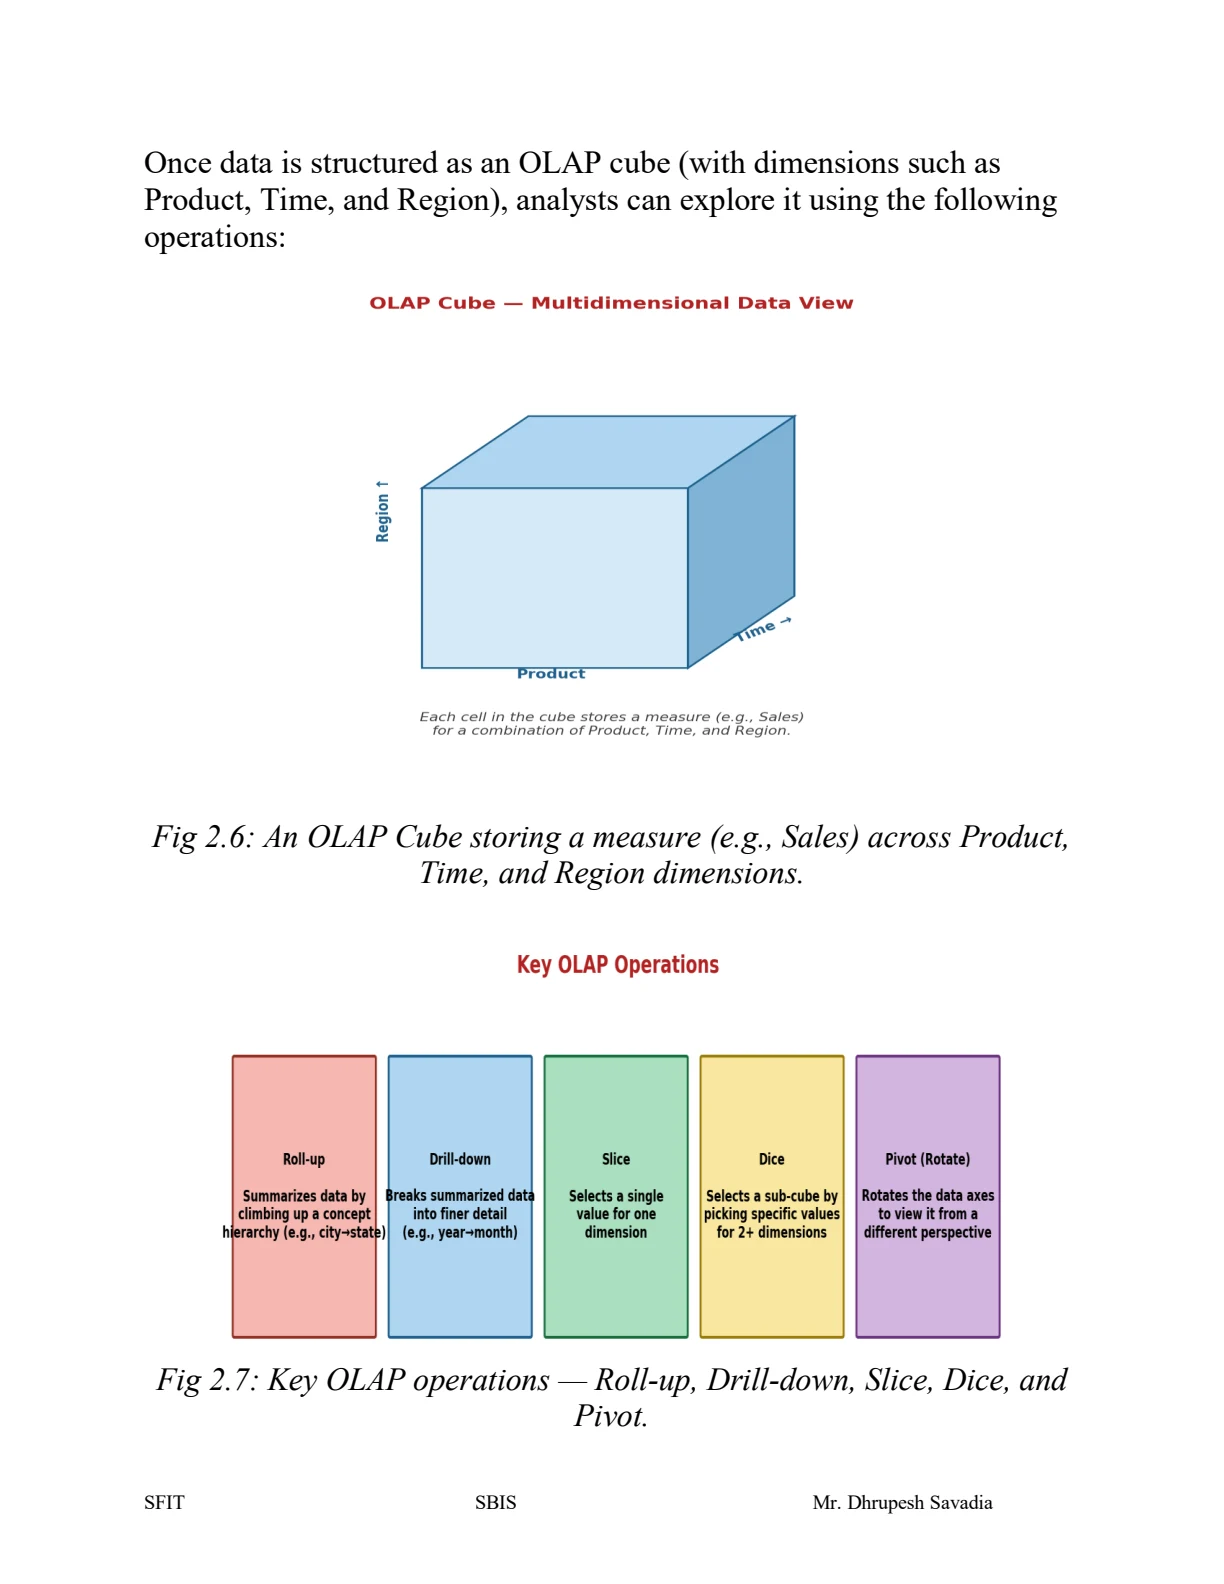 Once data is structured as an OLAP cube (with dimensions such as
Product, Time, and Region), analysts can explore it using the following
operations:
OLAP Cube — Multidimensional Data View
Region ↑
Time →
Product
Each cell in the cube stores a measure (e.g., Sales)
for a combination of Product, Time, and Region.
Fig 2.6: An OLAP Cube storing a measure (e.g., Sales) across Product,
Time, and Region dimensions.
Key OLAP Operations
Roll-up
Summarizes data by
climbing up a concept
hierarchy (e.g., city→state)
Drill-down
Breaks summarized data
into finer detail
(e.g., year→month)
Slice
Selects a single
value for one
dimension
Dice
Selects a sub-cube by
picking specific values
for 2+ dimensions
Pivot (Rotate)
Rotates the data axes
to view it from a
different perspective
Fig 2.7: Key OLAP operations — Roll-up, Drill-down, Slice, Dice, and
Pivot.
SFIT SBIS Mr. Dhrupesh Savadia